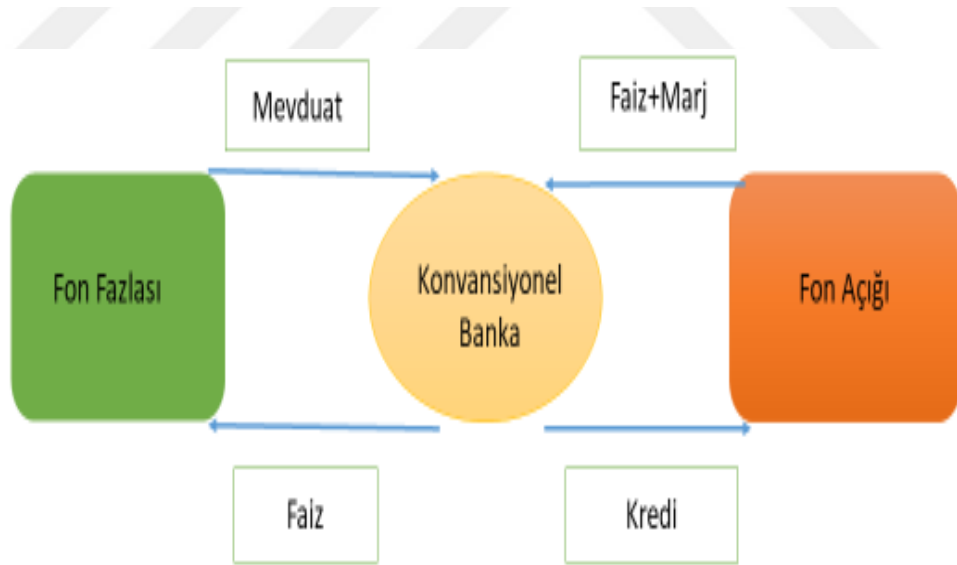 Mevduat
Faiz+Marj
Fon Fazlası
Konvansiyonel
Banka
Fon Açığı
Faiz
Kredi